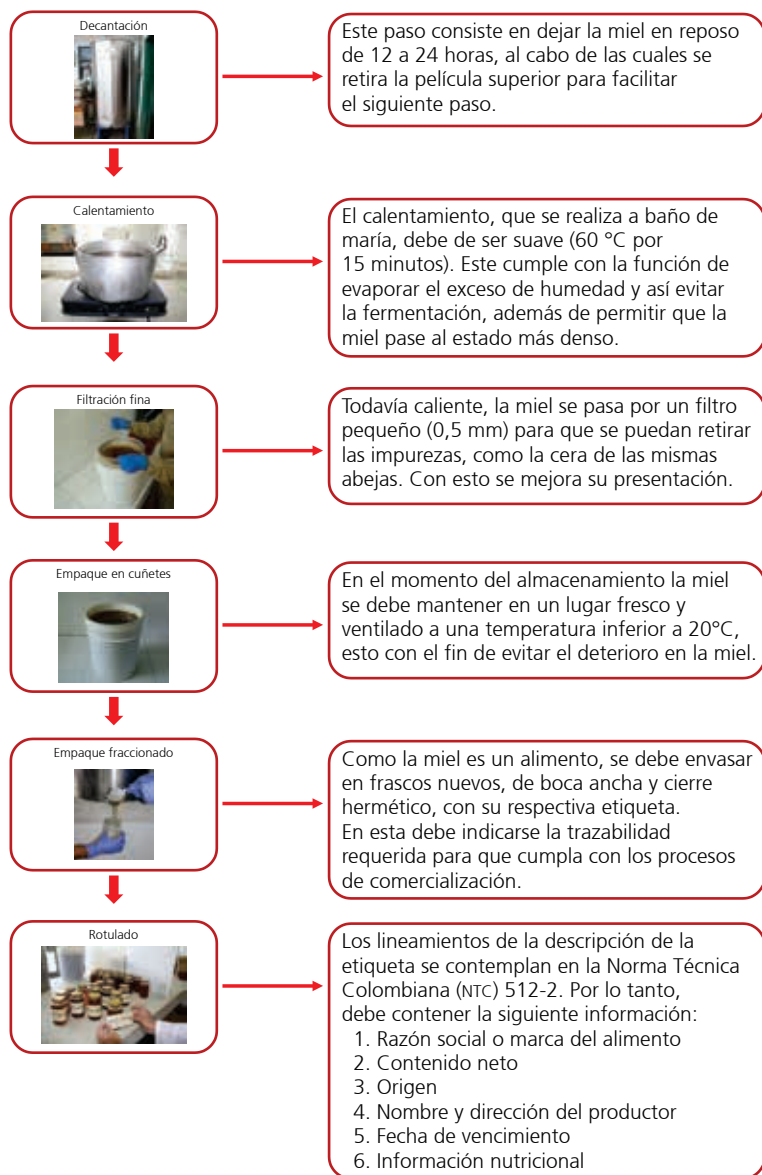 Decantación
Este paso consiste en dejar la miel en reposo
de 12 a 24 horas, al cabo de las cuales se
retira la película superior para facilitar
el siguiente paso.
Calentamiento
El calentamiento, que se realiza a baño de
maría, debe de ser suave (60 °C por
15 minutos). Este cumple con la función de
evaporar el exceso de humedad y así evitar
la fermentación, además de permitir que la
miel pase al estado más denso.
Filtración fina
Todavía caliente, la miel se pasa por un filtro
pequeño (0,5 mm) para que se puedan retirar
las impurezas, como la cera de las mismas
abejas. Con esto se mejora su presentación.
Empaque en cuñetes
En el momento del almacenamiento la miel
se debe mantener en un lugar fresco y
ventilado a una temperatura inferior a 20°C,
esto con el fin de evitar el deterioro en la miel.
Empaque fraccionado
Como la miel es un alimento, se debe envasar
en frascos nuevos, de boca ancha y cierre
hermético, con su respectiva etiqueta.
En esta debe indicarse la trazabilidad
requerida para que cumpla con los procesos
de comercialización.
Rotulado
Los lineamientos de la descripción de la
etiqueta se contemplan en la Norma Técnica
Colombiana (NTC) 512-2. Por lo tanto,
debe contener la siguiente información:
1. Razón social o marca del alimento
2. Contenido neto
3. Origen
4. Nombre y dirección del productor
5. Fecha de vencimiento
6. Información nutricional